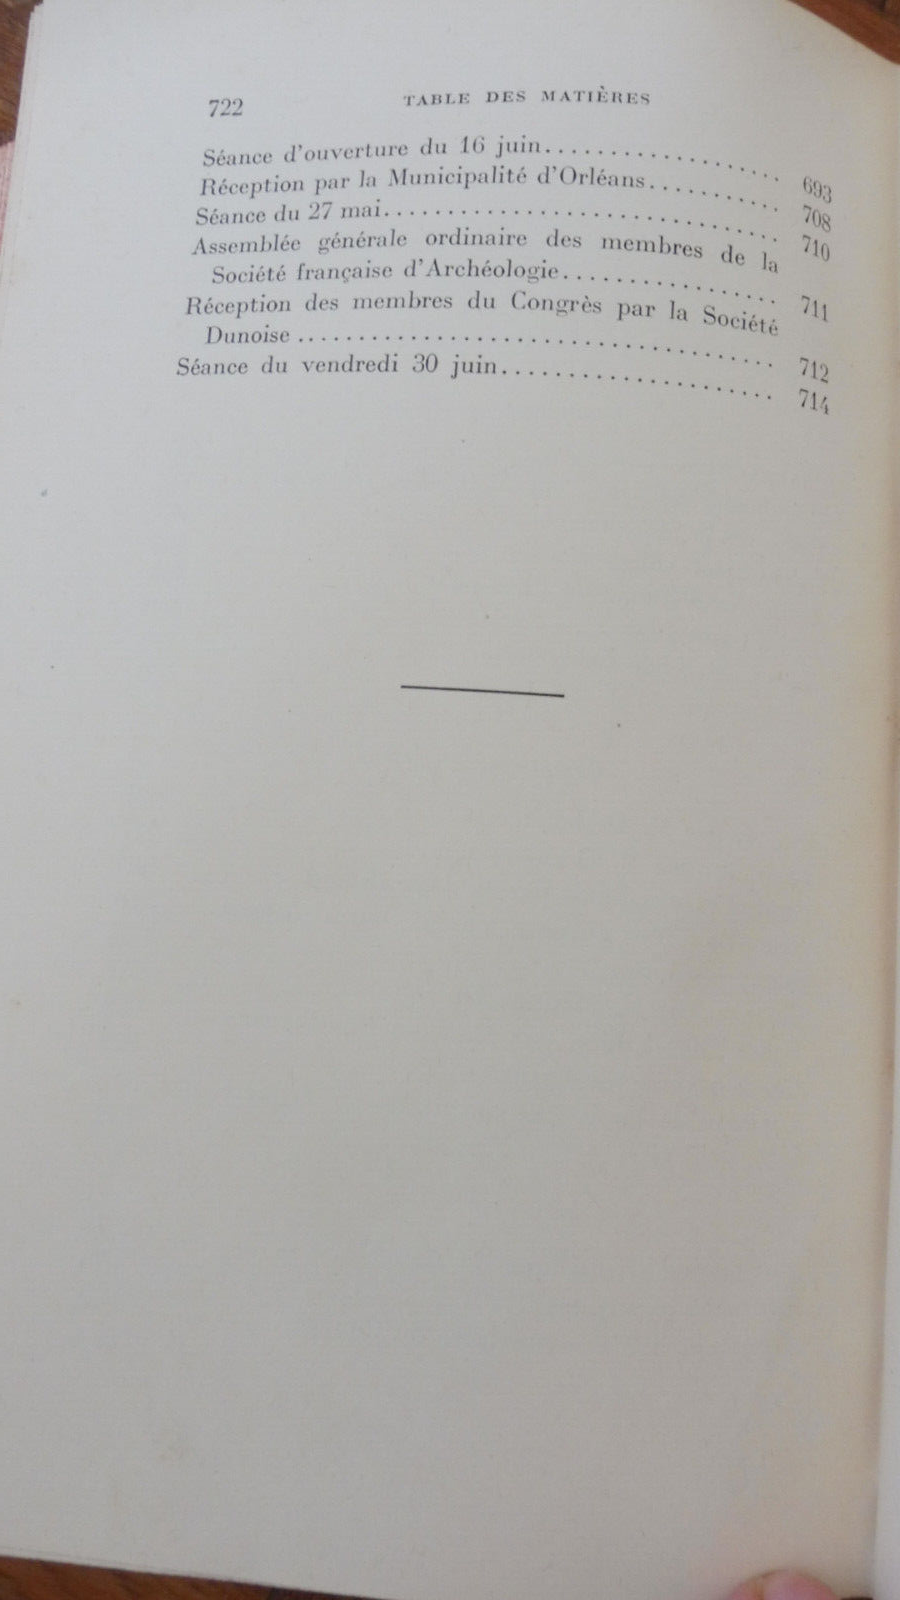 722 TABLE DES MATIÈRES
Séance d'ouverture du 16 juin.................... 693
Réception par la Municipalité d'Orléans........... 708
Séance du 27 mai.............................. 710
Assemblée générale ordinaire des membres de la
Société française d'Archéologie................. 711
Réception des membres du Congrès par la Société
Dunoise .................................... 712
Séance du vendredi 30 juin...................... 714